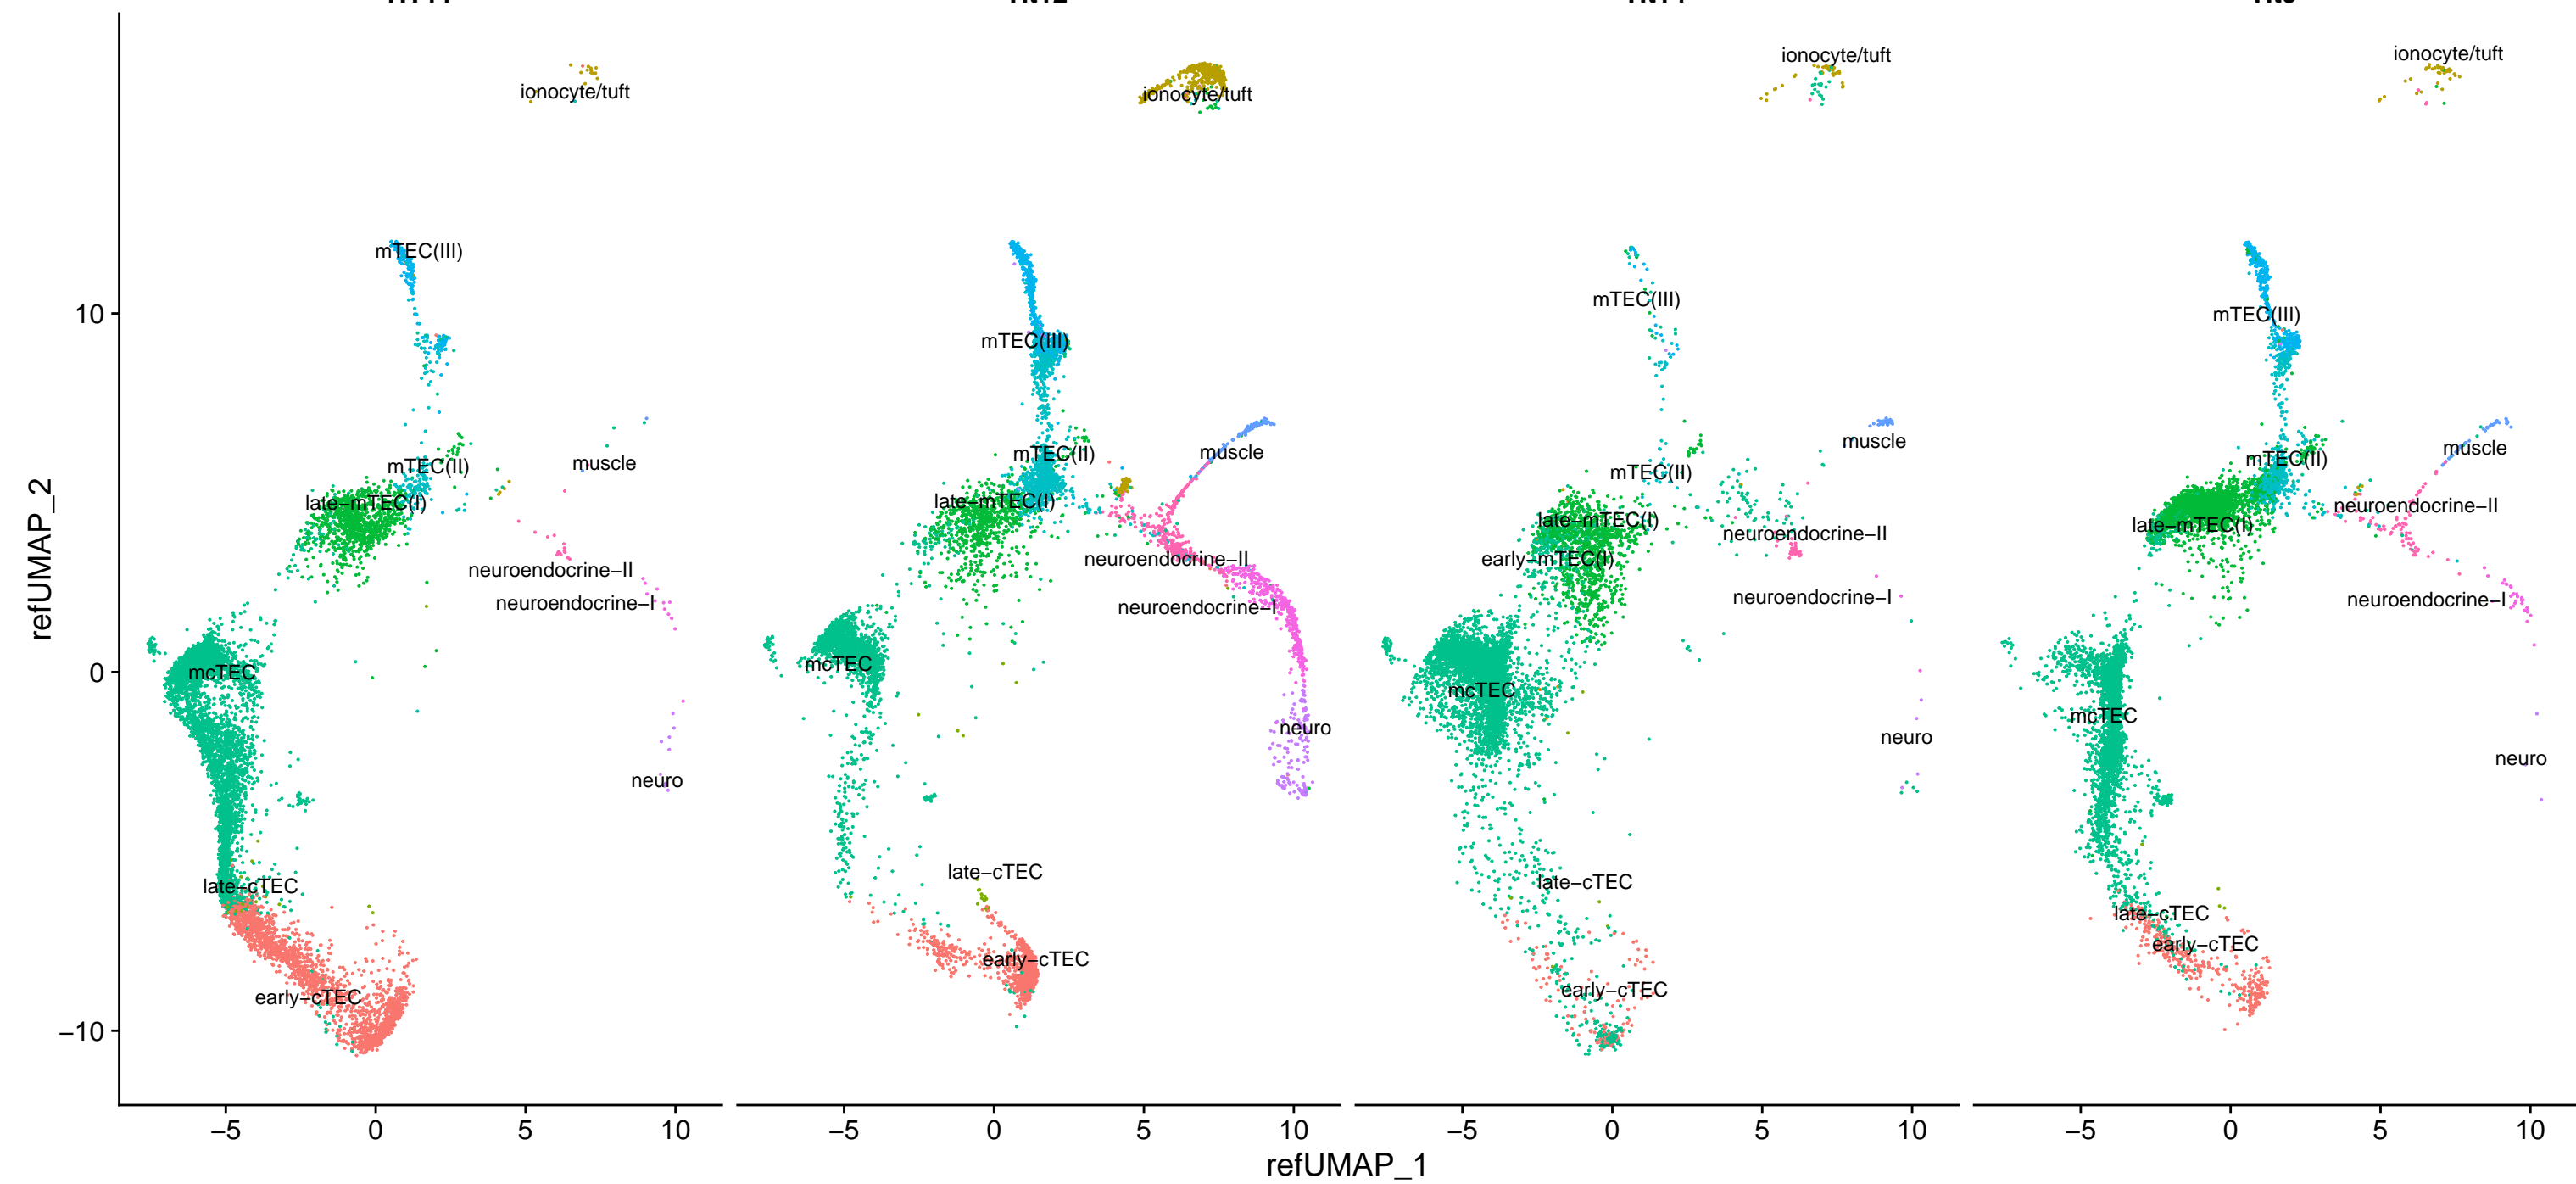 ionocyte/tuft
mTEC(III)
mTEC(II)
late−mTEC(I)
muscle
neuroendocrine−II
neuroendocrine−I
mcTEC
neuro
late−cTEC
early−cTEC
ionocyte/tuft
mTEC(III)
mTEC(II)
muscle
late−mTEC(I)
neuroendocrine−II
neuroendocrine−I
mcTEC
neuro
late−cTEC
early−cTEC
ionocyte/tuft
mTEC(III)
muscle
mTEC(II)
late−mTEC(I)
neuroendocrine−II
early−mTEC(I)
neuroendocrine−I
mcTEC
neuro
late−cTEC
early−cTEC
ionocyte/tuft
mTEC(III)
muscle
mTEC(II)
neuroendocrine−II
late−mTEC(I)
neuroendocrine−I
mcTEC
neuro
late−cTEC
early−cTEC
10
0
−10
refUMAP_2
−5 0 5 10 −5 0 5 10 −5 0 5 10 −5 0 5 10
refUMAP_1